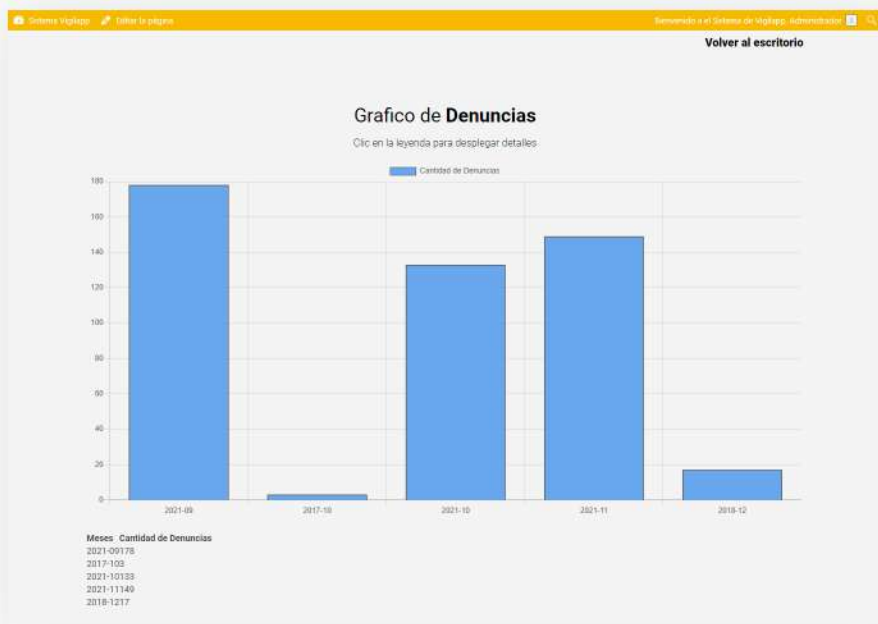 Sistema Vigilapp Editar la página Bienvenido a el Sistema de Vigilapp, Administrador
Volver al escritorio
Grafico de Denuncias
Clic en la leyenda para desplegar detalles
Cantidad de Denuncias
180
160
140
120
100
80
60
40
20
0
2021-09 2017-10 2021-10 2021-11 2018-12
Meses Cantidad de Denuncias
2021-09178
2017-103
2021-10133
2021-11149
2018-1217